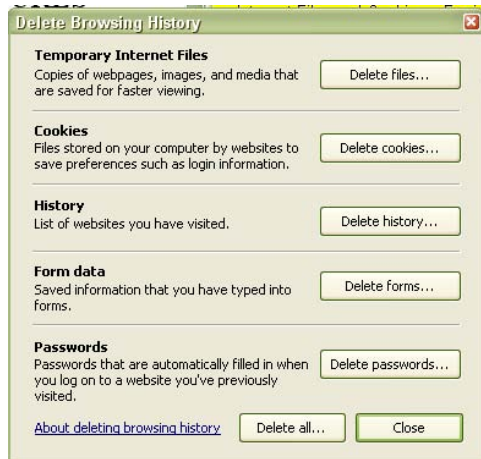 Delete Browsing History
Temporary Internet Files
Copies of webpages, images, and media that
are saved for faster viewing.
Delete files...
Cookies
Files stored on your computer by websites to
save preferences such as login information.
Delete cookies...
History
List of websites you have visited.
Delete history...
Form data
Saved information that you have typed into
forms.
Delete forms...
Passwords
Passwords that are automatically filled in when
you log on to a website you've previously
visited.
Delete passwords...
About deleting browsing history
Delete all...
Close